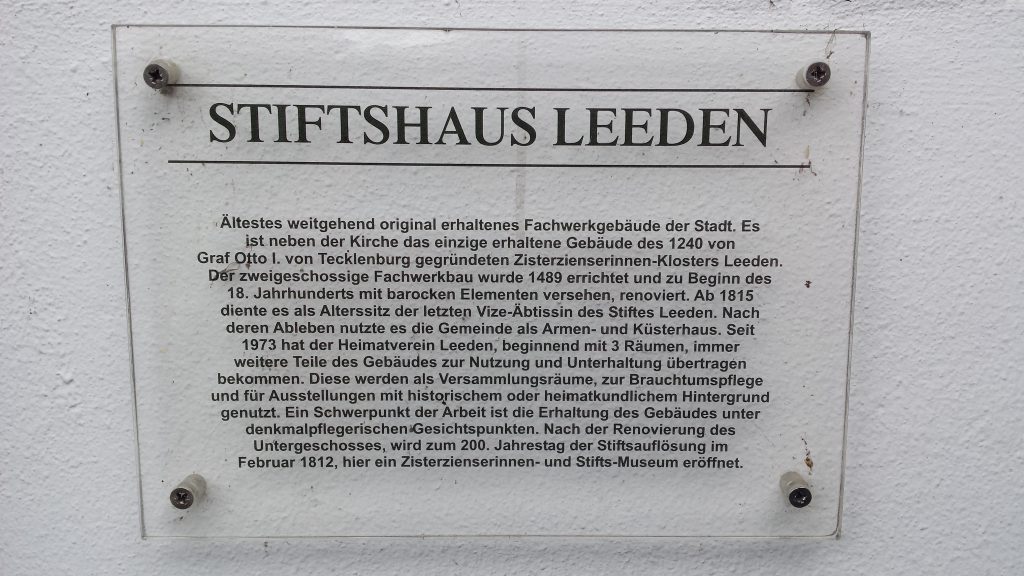 STIFTSHAUS LEEDEN
Ältestes weitgehend original erhaltenes Fachwerkgebäude der Stadt. Es
ist neben der Kirche das einzige erhaltene Gebäude des 1240 von
Graf Otto I. von Tecklenburg gegründeten Zisterzienserinnen-Klosters Leeden.
Der zweigeschossige Fachwerkbau wurde 1489 errichtet und zu Beginn des
18. Jahrhunderts mit barocken Elementen versehen, renoviert. Ab 1815
diente es als Alterssitz der letzten Vize-Äbtissin des Stiftes Leeden. Nach
deren Ableben nutzte es die Gemeinde als Armen- und Küsterhaus. Seit
1973 hat der Heimatverein Leeden, beginnend mit 3 Räumen, immer
weitere Teile des Gebäudes zur Nutzung und Unterhaltung übertragen
bekommen. Diese werden als Versammlungsräume, zur Brauchtumspflege
und für Ausstellungen mit historischem oder heimatkundlichem Hintergrund
genutzt. Ein Schwerpunkt der Arbeit ist die Erhaltung des Gebäudes unter
denkmalpflegerischen Gesichtspunkten. Nach der Renovierung des
Untergeschosses, wird zum 200. Jahrestag der Stiftsauflösung im
Februar 1812, hier ein Zisterzienserinnen- und Stifts-Museum eröffnet.